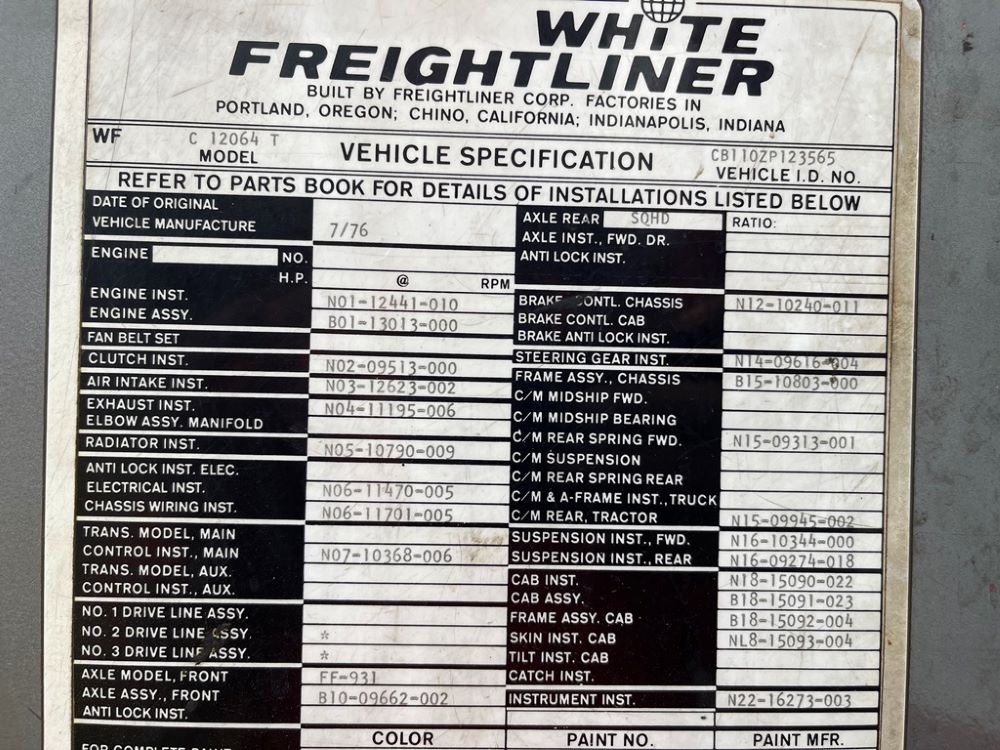 WHiTE
FREIGHTLINER
BUILT BY FREIGHTLINER CORP. FACTORIES IN
PORTLAND, OREGON; CHINO, CALIFORNIA; INDIANAPOLIS, INDIANA
WF C 12064 T CB110ZP123565
MODEL VEHICLE SPECIFICATION VEHICLE I.D. NO.
REFER TO PARTS BOOK FOR DETAILS OF INSTALLATIONS LISTED BELOW
DATE OF ORIGINAL
VEHICLE MANUFACTURE 7/76
ENGINE NO.
H.P. @ RPM
ENGINE INST. N01-12441-010
ENGINE ASSY. B01-13013-000
FAN BELT SET
CLUTCH INST. N02-09513-000
AIR INTAKE INST. N03-12623-002
EXHAUST INST. N04-11195-006
ELBOW ASSY. MANIFOLD
RADIATOR INST. N05-10790-009
ANTI LOCK INST. ELEC.
ELECTRICAL INST. N06-11470-005
CHASSIS WIRING INST. N06-11701-005
TRANS. MODEL, MAIN
CONTROL INST., MAIN N07-10368-006
TRANS. MODEL, AUX.
CONTROL INST., AUX.
NO. 1 DRIVE LINE ASSY.
NO. 2 DRIVE LINE ASSY. *
NO. 3 DRIVE LINE ASSY. *
AXLE MODEL, FRONT FF-931
AXLE ASSY., FRONT B10-09662-002
ANTI LOCK INST.
AXLE REAR SQHD RATIO:
AXLE INST., FWD. DR.
ANTI LOCK INST.
BRAKE CONTL. CHASSIS N12-10240-011
BRAKE CONTL. CAB
BRAKE ANTI LOCK INST.
STEERING GEAR INST. N14-09616-004
FRAME ASSY., CHASSIS B15-10803-000
C/M MIDSHIP FWD.
C/M MIDSHIP BEARING
C/M REAR SPRING FWD. N15-09313-001
C/M SUSPENSION
C/M REAR SPRING REAR
C/M & A-FRAME INST., TRUCK
C/M REAR, TRACTOR N15-09945-002
SUSPENSION INST., FWD. N16-10344-000
SUSPENSION INST., REAR N16-09274-018
CAB INST. N18-15090-022
CAB ASSY. B18-15091-023
FRAME ASSY. CAB B18-15092-004
SKIN INST. CAB NL8-15093-004
TILT INST. CAB
CATCH INST.
INSTRUMENT INST. N22-16273-003
COLOR PAINT NO. PAINT MFR.
FOR COMPLETE PAINT